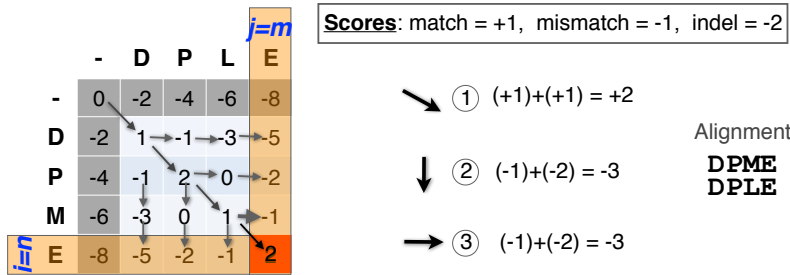 j=m
Scores: match = +1, mismatch = -1, indel = -2
- D P L E
- 0 -2 -4 -6 -8
D -2 1 -1 -3 -5
P -4 -1 2 0 -2
M -6 -3 0 1 -1
i=n E -8 -5 -2 -1 2
1 (+1)+(+1) = +2
2 (-1)+(-2) = -3
3 (-1)+(-2) = -3
Alignment
DPME
DPLE